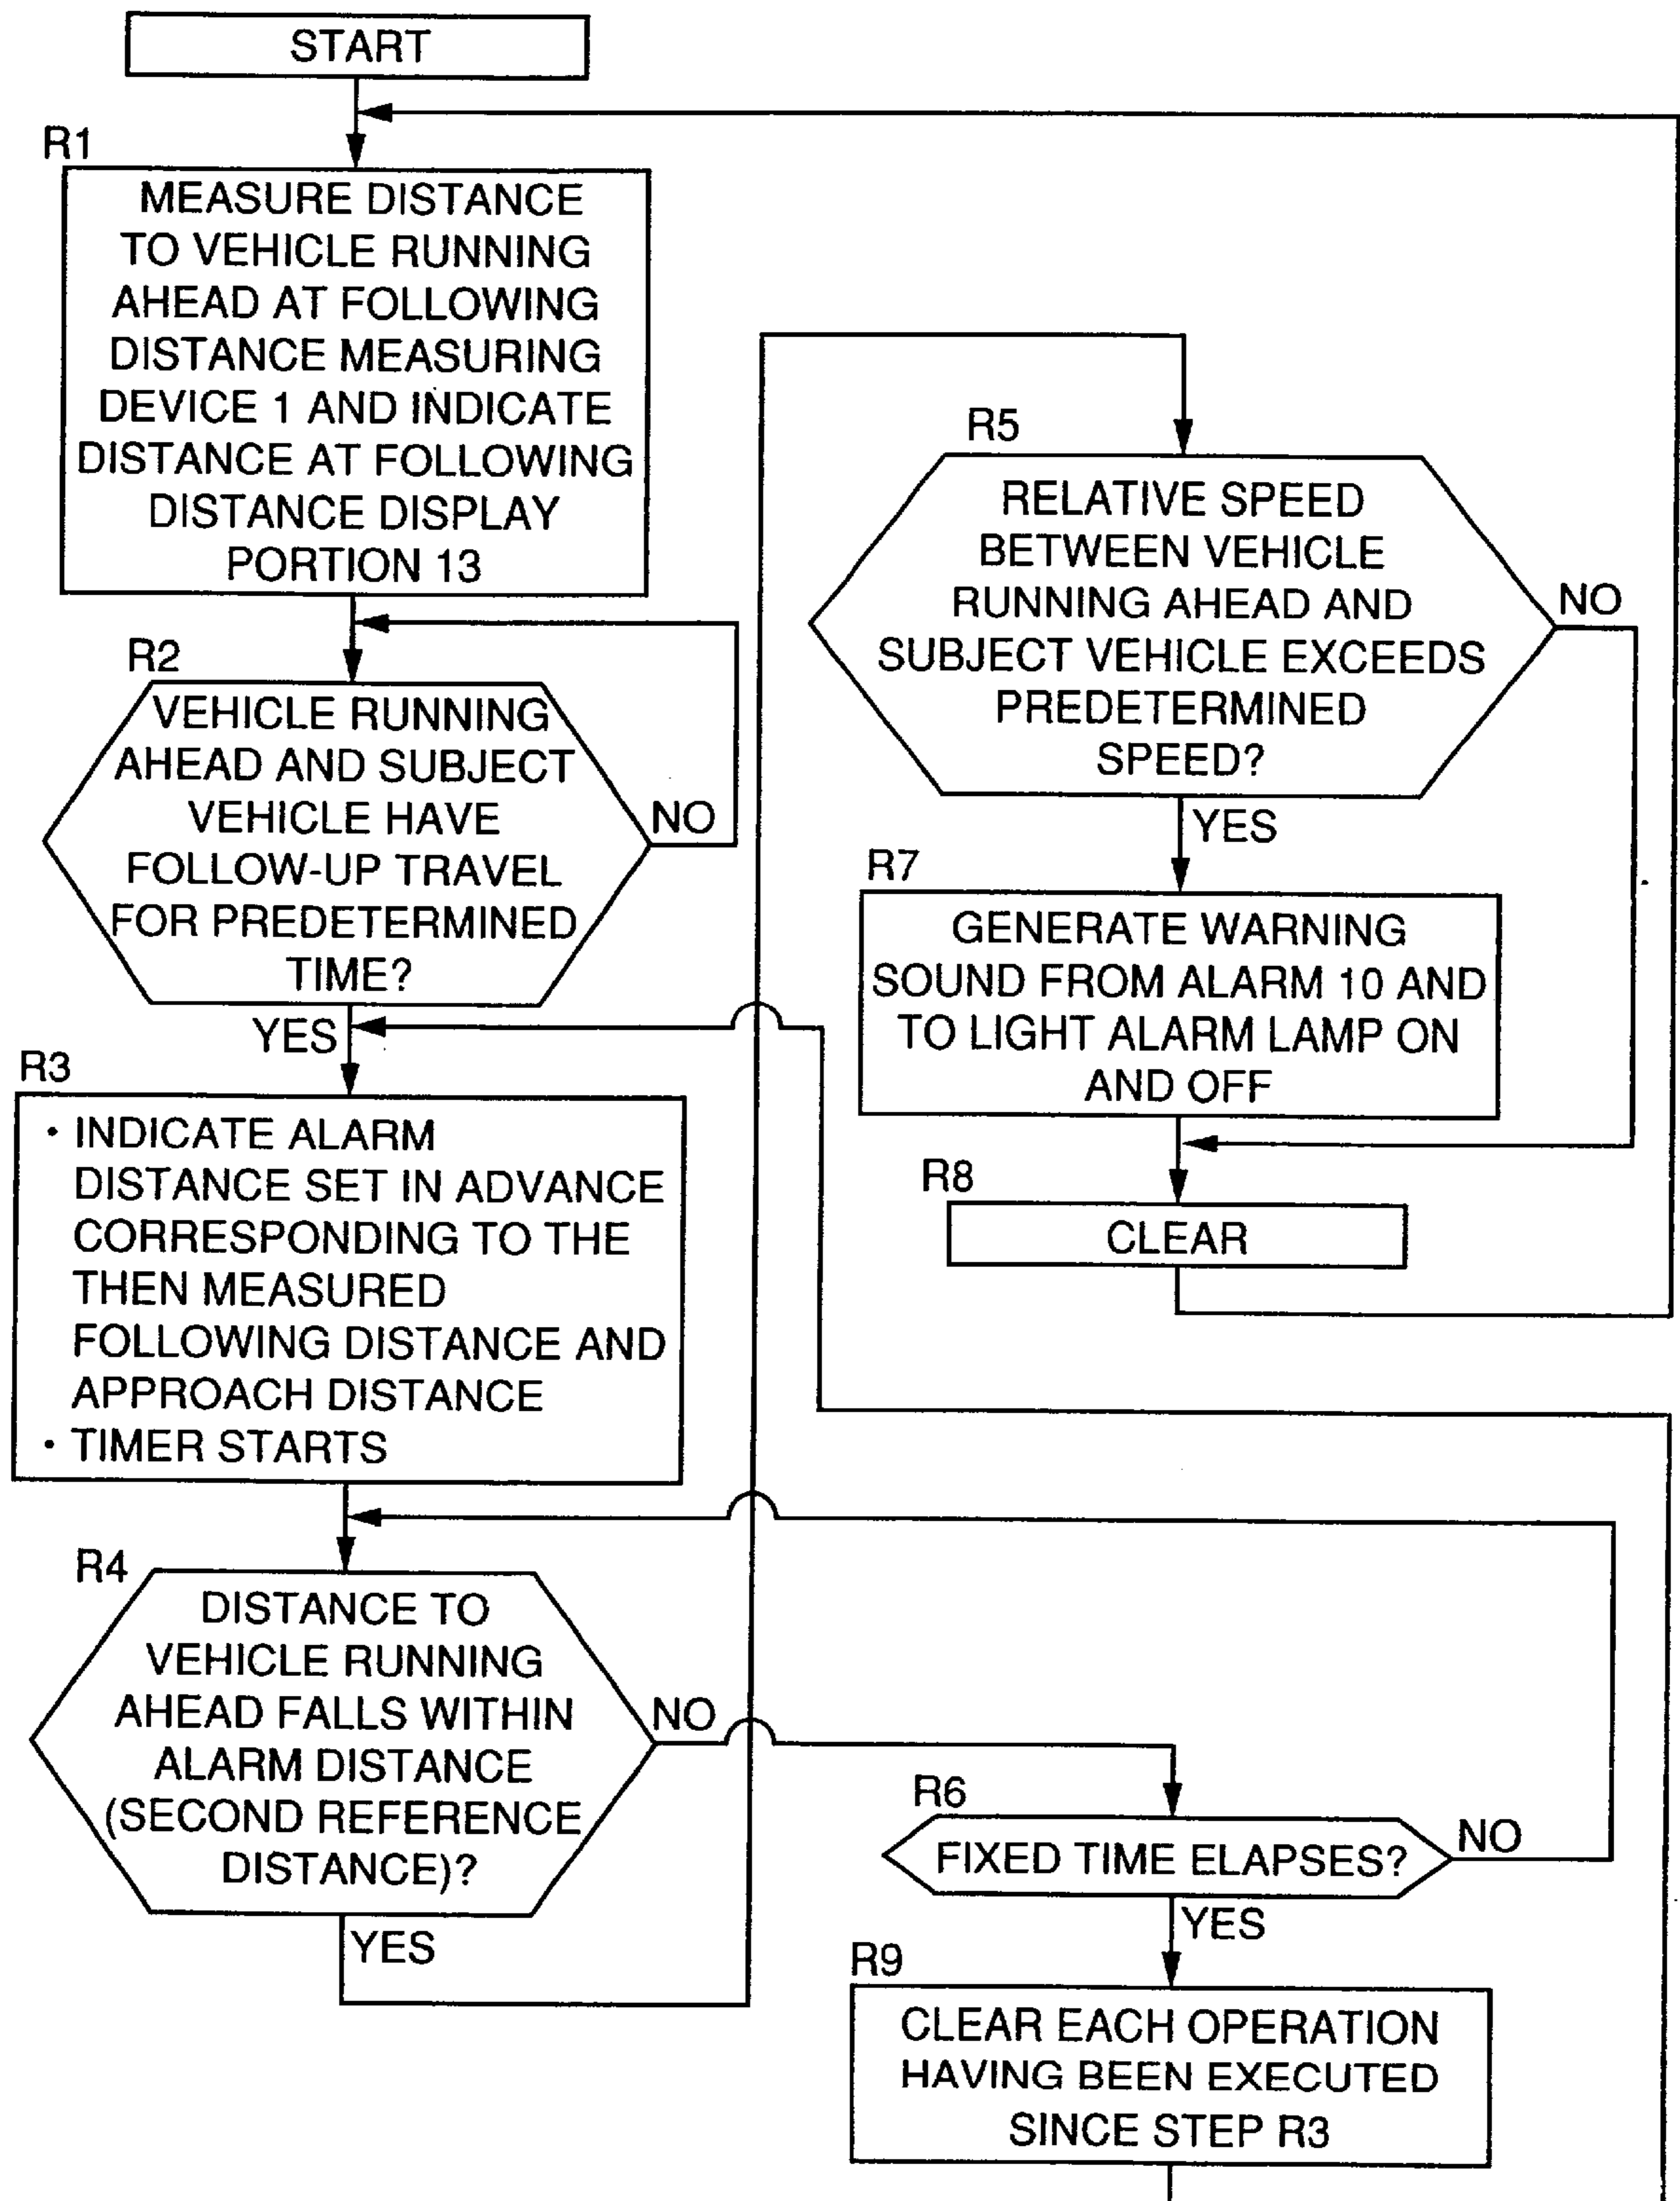 START
R1
MEASURE DISTANCE
TO VEHICLE RUNNING
AHEAD AT FOLLOWING
DISTANCE MEASURING
DEVICE 1 AND INDICATE
DISTANCE AT FOLLOWING
DISTANCE DISPLAY
PORTION 13
R2
VEHICLE RUNNING
AHEAD AND SUBJECT
VEHICLE HAVE
FOLLOW-UP TRAVEL
FOR PREDETERMINED
TIME?
NO
YES
R3
· INDICATE ALARM
DISTANCE SET IN ADVANCE
CORRESPONDING TO THE
THEN MEASURED
FOLLOWING DISTANCE AND
APPROACH DISTANCE
· TIMER STARTS
R4
DISTANCE TO
VEHICLE RUNNING
AHEAD FALLS WITHIN
ALARM DISTANCE
(SECOND REFERENCE
DISTANCE)?
NO
YES
R5
RELATIVE SPEED
BETWEEN VEHICLE
RUNNING AHEAD AND
SUBJECT VEHICLE EXCEEDS
PREDETERMINED
SPEED?
NO
YES
R7
GENERATE WARNING
SOUND FROM ALARM 10 AND
TO LIGHT ALARM LAMP ON
AND OFF
R8
CLEAR
R6
FIXED TIME ELAPSES?
NO
YES
R9
CLEAR EACH OPERATION
HAVING BEEN EXECUTED
SINCE STEP R3